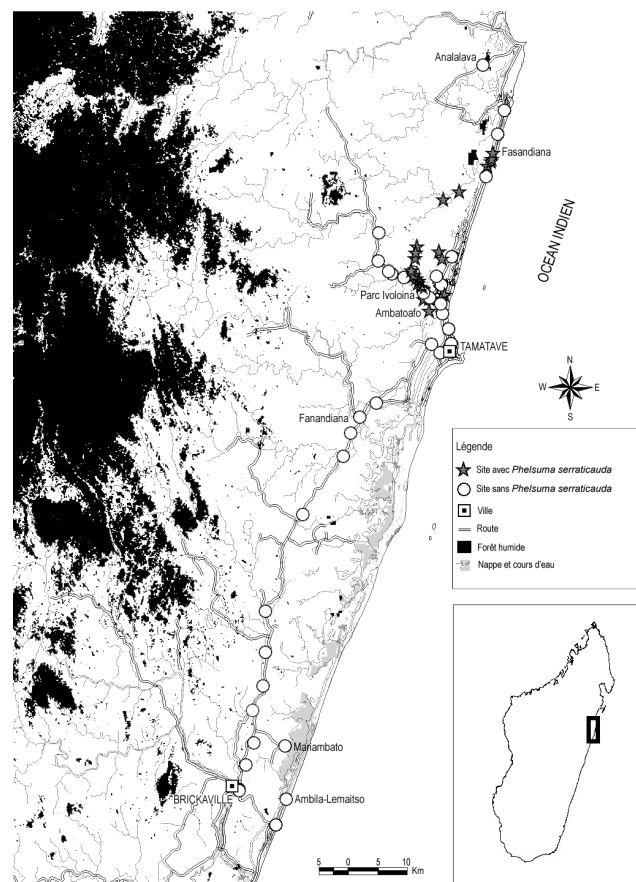 Analalava
Fasandiana
OCEAN INDIEN
Parc Ivoloina
Ambatoafo
TAMATAVE
N
W E
S
Fanandiana
Légende
Site avec Phelsuma serraticauda
Site sans Phelsuma serraticauda
Ville
Route
Forêt humide
Nappe et cours d'eau
Mariambato
BRICKAVILLE
Ambila-Lemaitso
5 0 5 10
Km